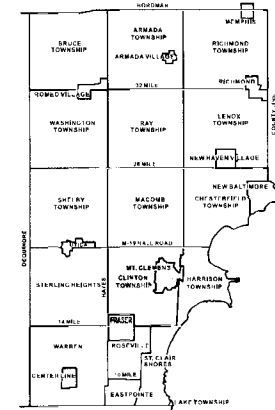 BORDMAN
MEMPHIS
ARMADA
TOWNSHIP
BRUCE
TOWNSHIP
RICHMOND
TOWNSHIP
ARMADA VILLAGE
RICHMOND
32 MILE
ROMEO VILLAGE
COUNTY LINE
WASHINGTON
TOWNSHIP
RAY
TOWNSHIP
LENOX
TOWNSHIP
NEW HAVEN VILLAGE
26 MILE
NEW BALTIMORE
SHELBY
TOWNSHIP
MACOMB
TOWNSHIP
CHESTERFIELD
TOWNSHIP
DEQUINDRE
UTICA
M-59 HALL ROAD
MT. CLEMENS
CLINTON
TOWNSHIP
HARRISON
TOWNSHIP
STERLING HEIGHTS
HAYES
14 MILE
FRASER
WARREN
ROSEVILLE
ST. CLAIR
SHORES
CENTER LINE
10 MILE
EASTPOINTE
LAKE TOWNSHIP